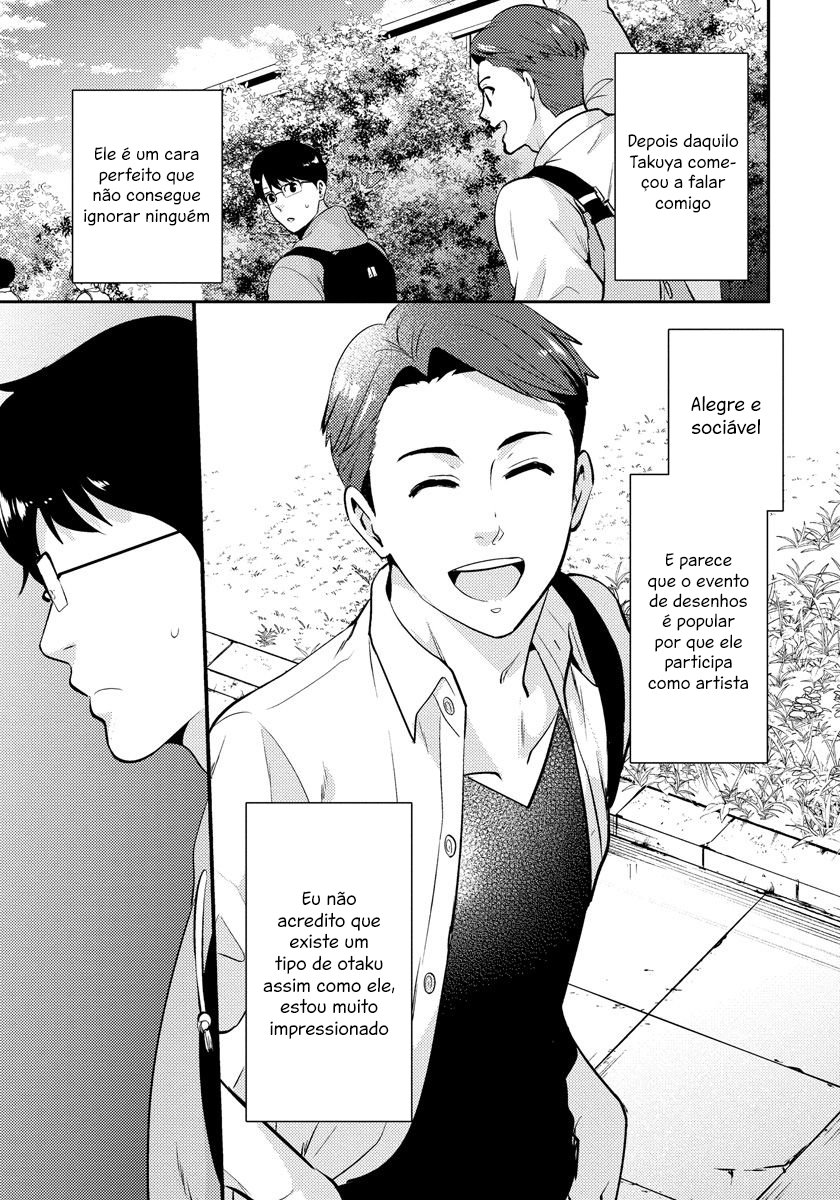 Depois daquilo
Takuya come-
çou a falar
comigo
Ele é um cara
perfeito que
não consegue
ignorar ninguém
Alegre e
sociável
E parece
que o evento
de desenhos
é popular
por que ele
participa
como artista
Eu não
acredito que
existe um
tipo de otaku
assim como ele,
estou muito
impressionado